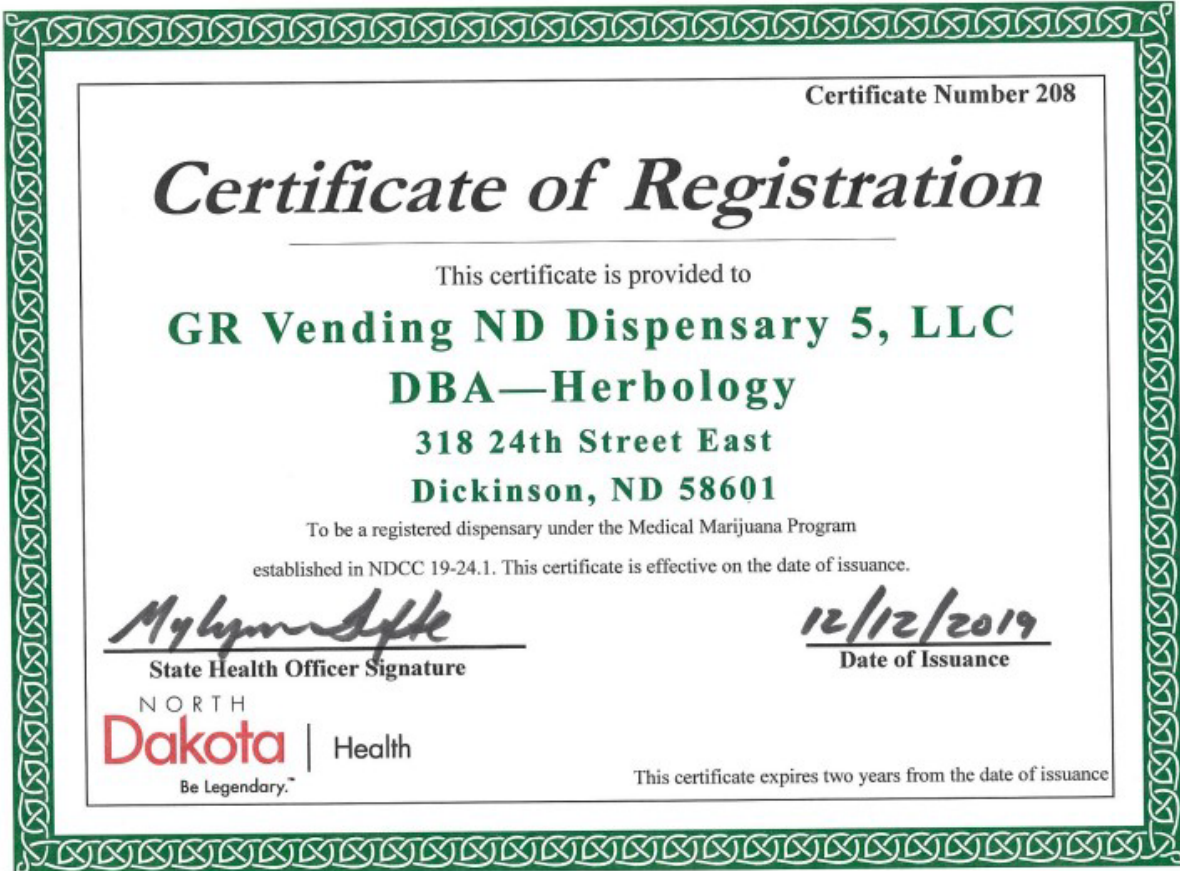 Certificate Number 208
Certificate of Registration
This certificate is provided to
GR Vending ND Dispensary 5, LLC
DBA—Herbology
318 24th Street East
Dickinson, ND 58601
To be a registered dispensary under the Medical Marijuana Program
established in NDCC 19-24.1. This certificate is effective on the date of issuance.
Mylynn Tufte
12/12/2019
State Health Officer Signature
Date of Issuance
NORTH
Dakota | Health
Be Legendary.™
This certificate expires two years from the date of issuance